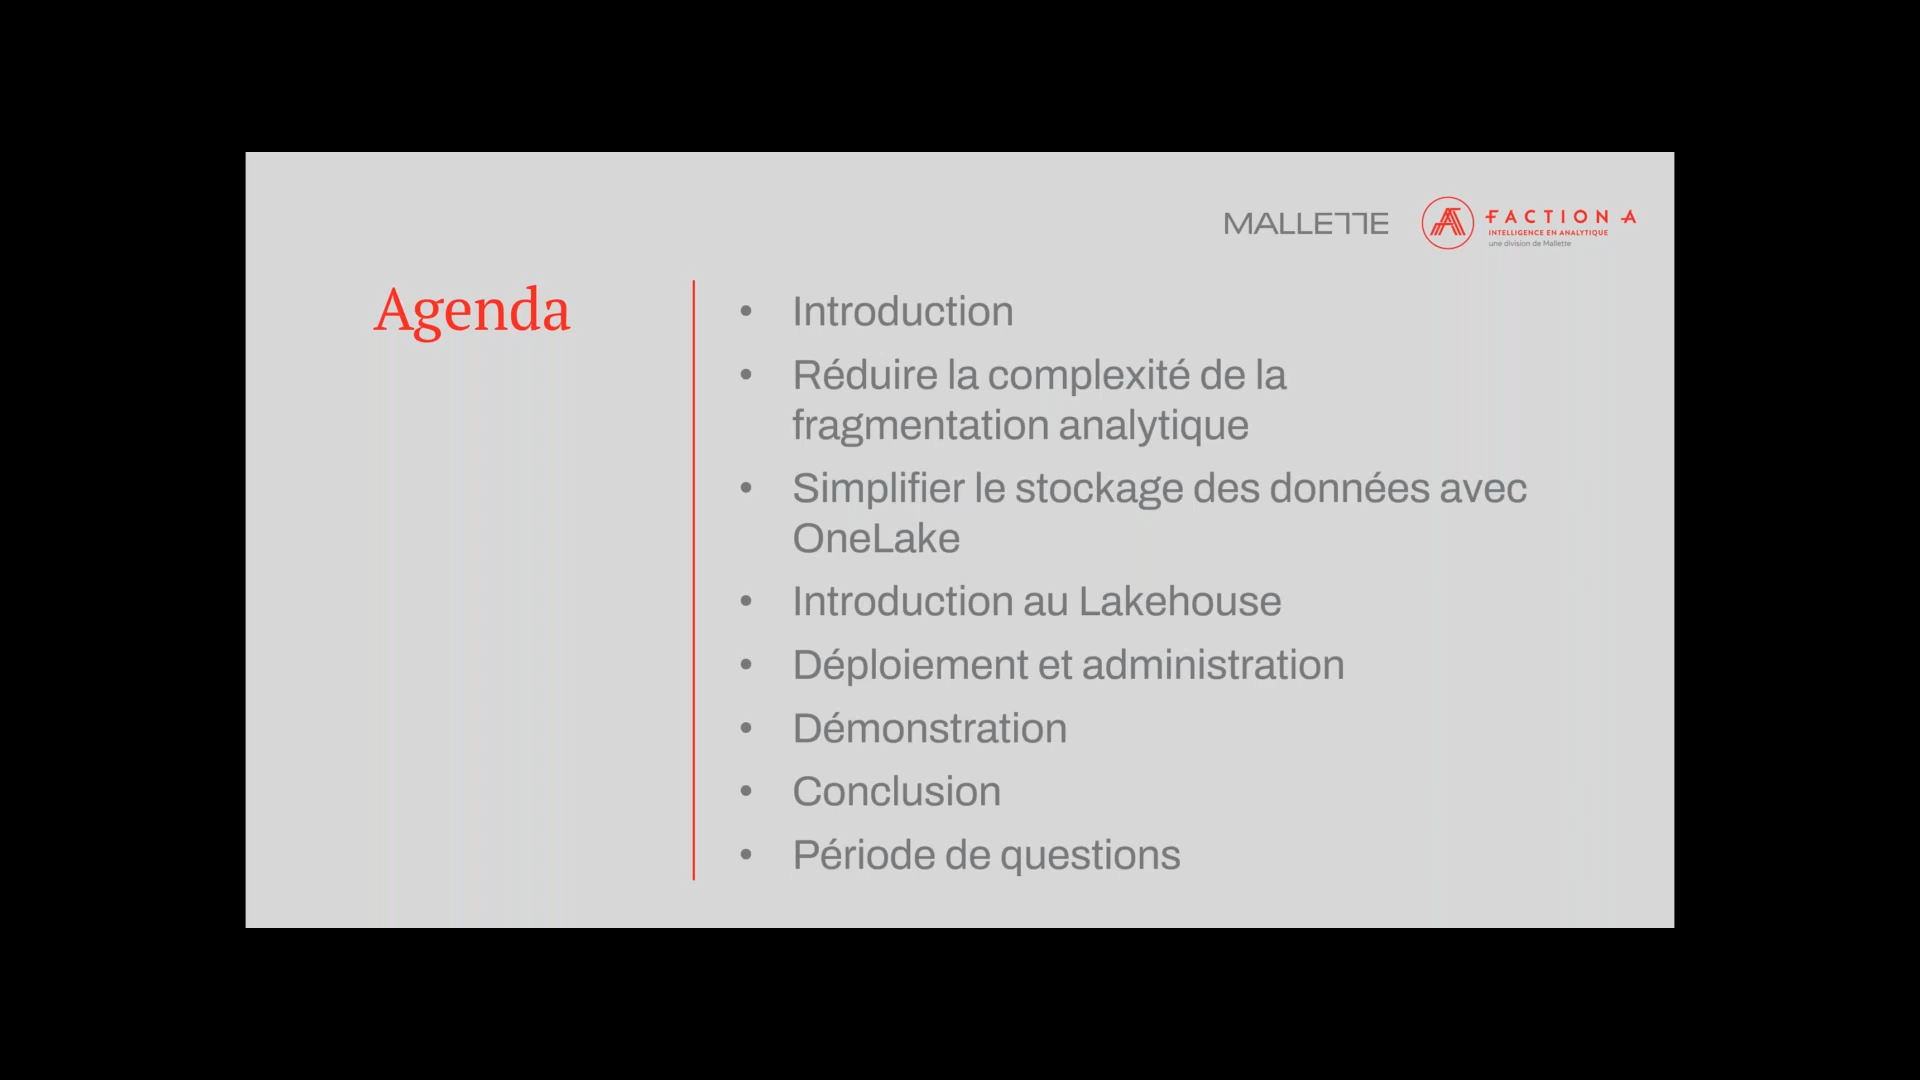 MALLETTE
FACTION A
INTELLIGENCE EN ANALYTIQUE
une division de Mallette
Agenda
• Introduction
• Réduire la complexité de la
fragmentation analytique
• Simplifier le stockage des données avec
OneLake
• Introduction au Lakehouse
• Déploiement et administration
• Démonstration
• Conclusion
• Période de questions